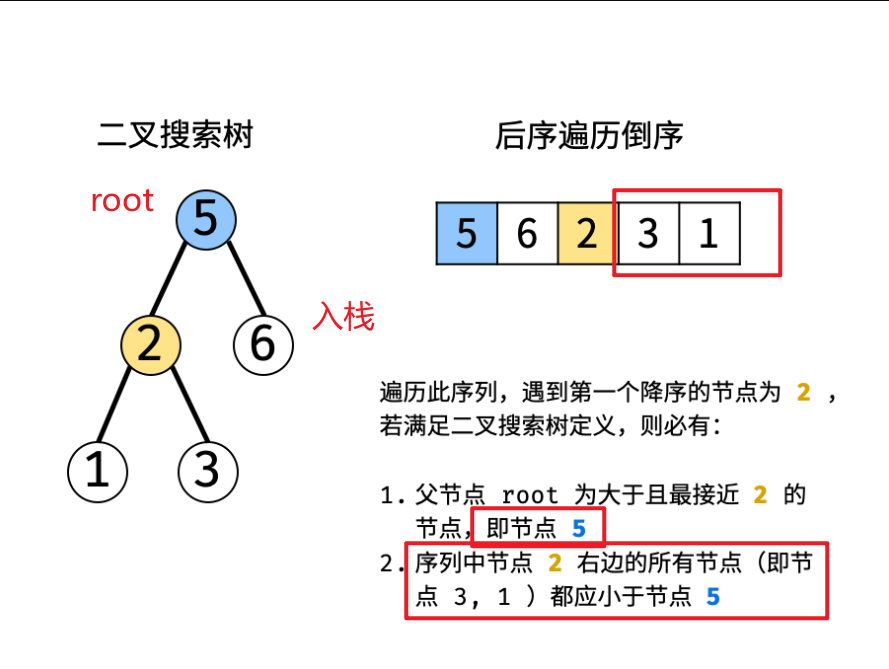 二叉搜索树
后序遍历倒序
root
5
5 6 2 3 1
入栈
2 6
1 3
遍历此序列，遇到第一个降序的节点为 2 ，
若满足二叉搜索树定义，则必有：
1. 父节点 root 为大于且最接近 2 的
节点，即节点 5
2. 序列中节点 2 右边的所有节点（即节
点 3, 1 ）都应小于节点 5